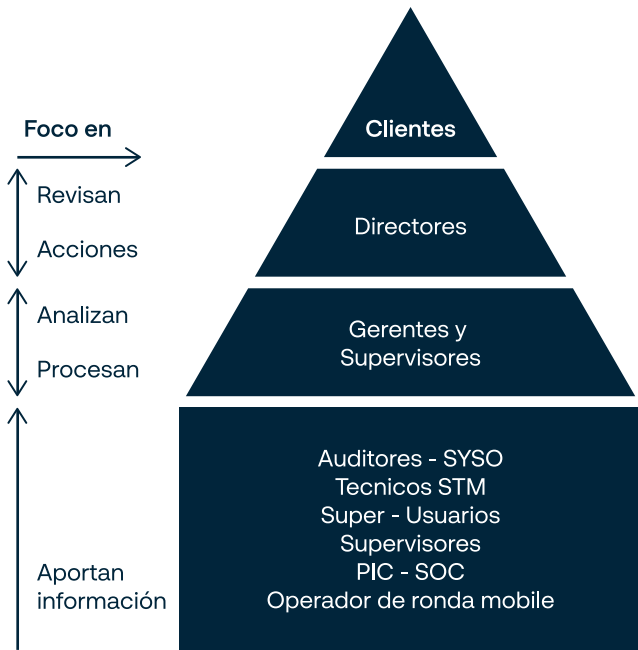 Foco en
Clientes
Revisan
Acciones
Directores
Analizan
Procesan
Gerentes y
Supervisores
Auditores - SYSO
Tecnicos STM
Super - Usuarios
Supervisores
PIC - SOC
Operador de ronda mobile
Aportan
información